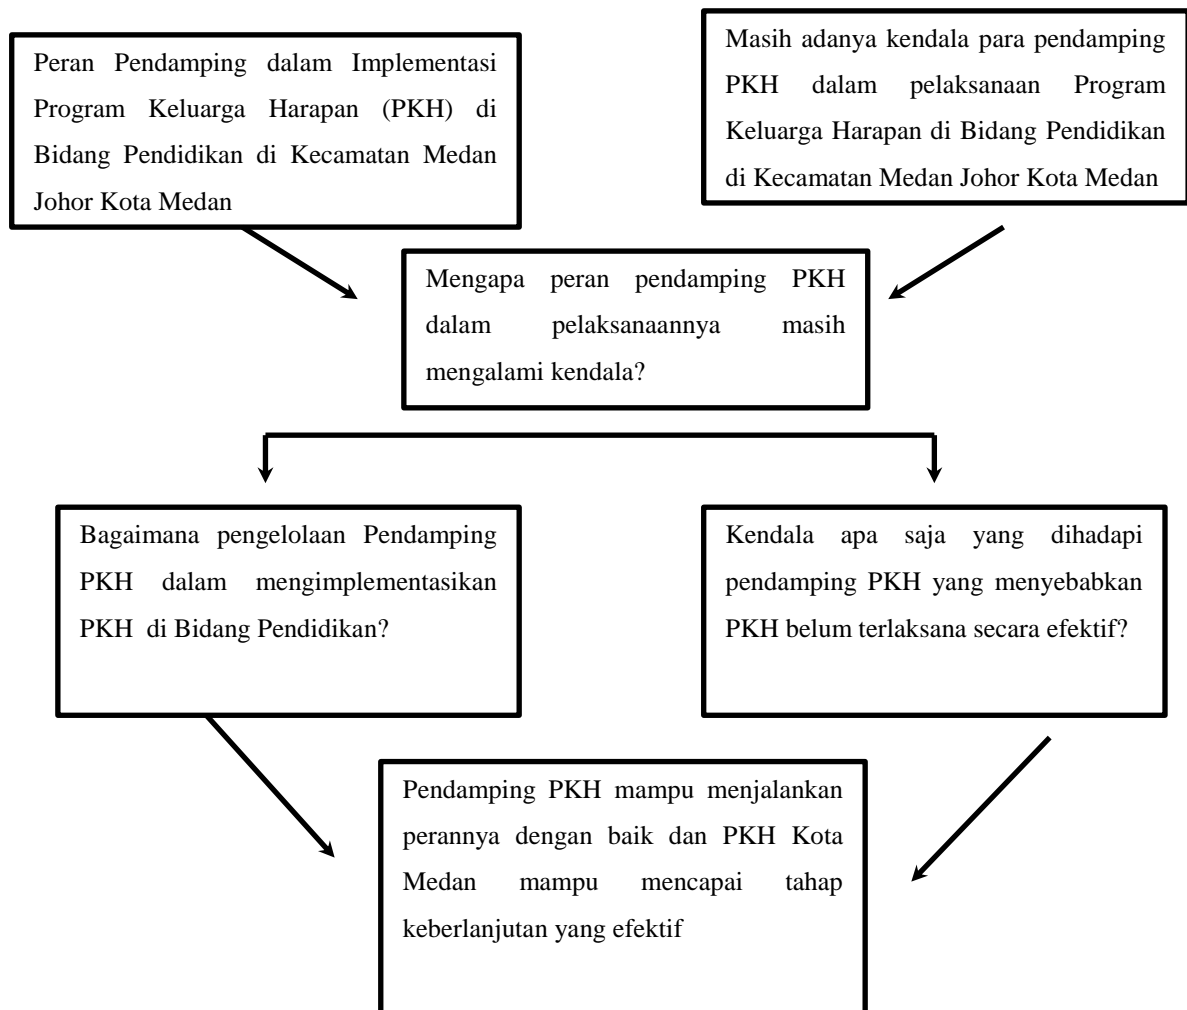 Peran Pendamping dalam Implementasi
Program Keluarga Harapan (PKH) di
Bidang Pendidikan di Kecamatan Medan
Johor Kota Medan
Masih adanya kendala para pendamping
PKH dalam pelaksanaan Program
Keluarga Harapan di Bidang Pendidikan
di Kecamatan Medan Johor Kota Medan
Mengapa peran pendamping PKH
dalam pelaksanaannya masih
mengalami kendala?
Bagaimana pengelolaan Pendamping
PKH dalam mengimplementasikan
PKH di Bidang Pendidikan?
Kendala apa saja yang dihadapi
pendamping PKH yang menyebabkan
PKH belum terlaksana secara efektif?
Pendamping PKH mampu menjalankan
perannya dengan baik dan PKH Kota
Medan mampu mencapai tahap
keberlanjutan yang efektif